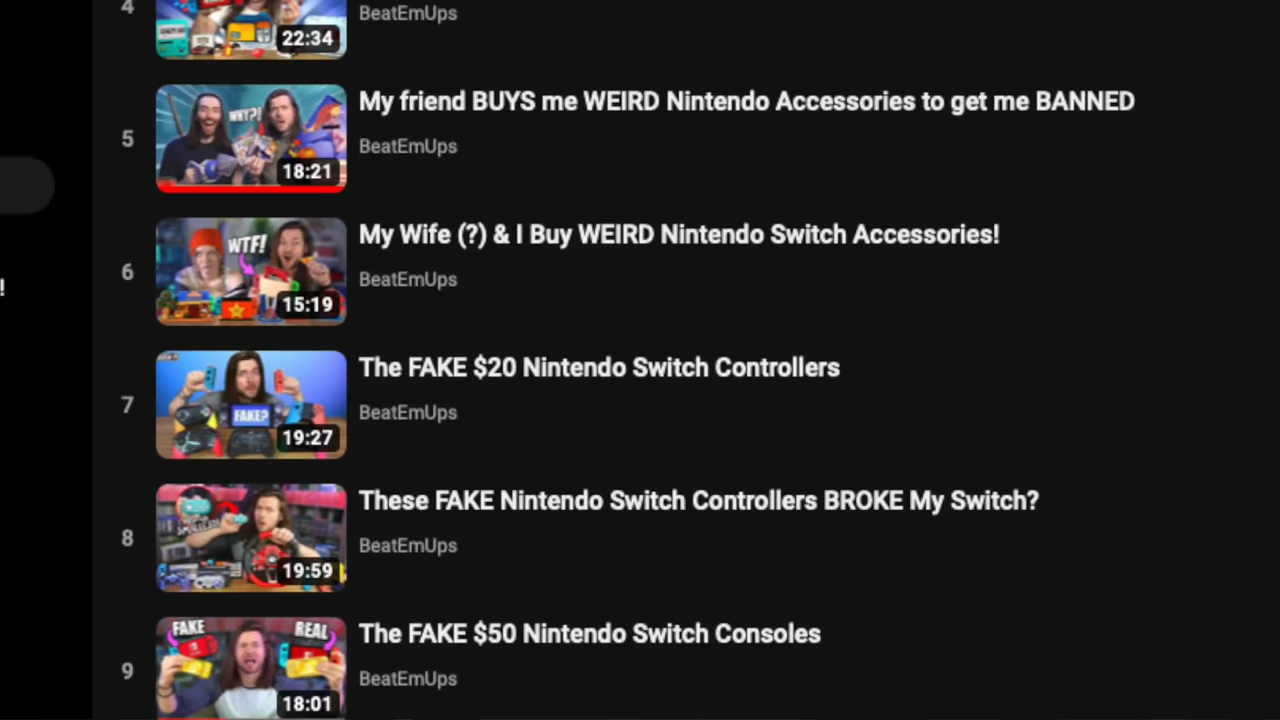 4
22:34
BeatEmUps
5
WHY?!
18:21
My friend BUYS me WEIRD Nintendo Accessories to get me BANNED
BeatEmUps
!
6
WTF!
15:19
My Wife (?) & I Buy WEIRD Nintendo Switch Accessories!
BeatEmUps
7
FAKE?
19:27
The FAKE $20 Nintendo Switch Controllers
BeatEmUps
8
19:59
These FAKE Nintendo Switch Controllers BROKE My Switch?
BeatEmUps
9
FAKE
REAL
18:01
The FAKE $50 Nintendo Switch Consoles
BeatEmUps